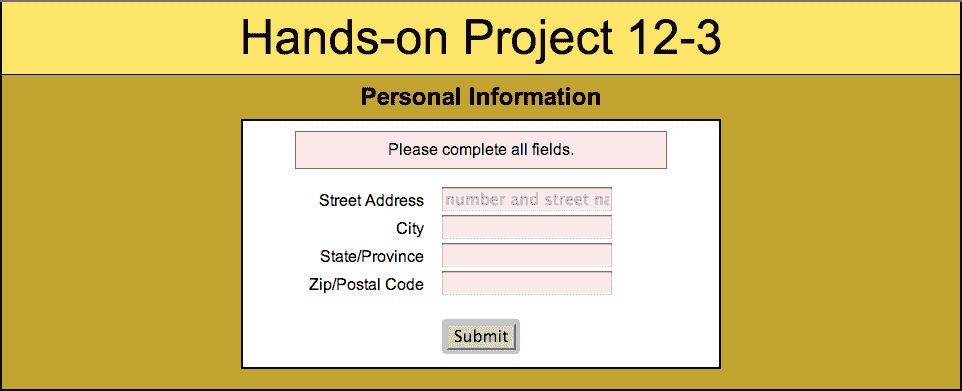 Hands-on Project 12-3
Personal Information
Please complete all fields.
Street Address number and street na
City
State/Province
Zip/Postal Code
Submit